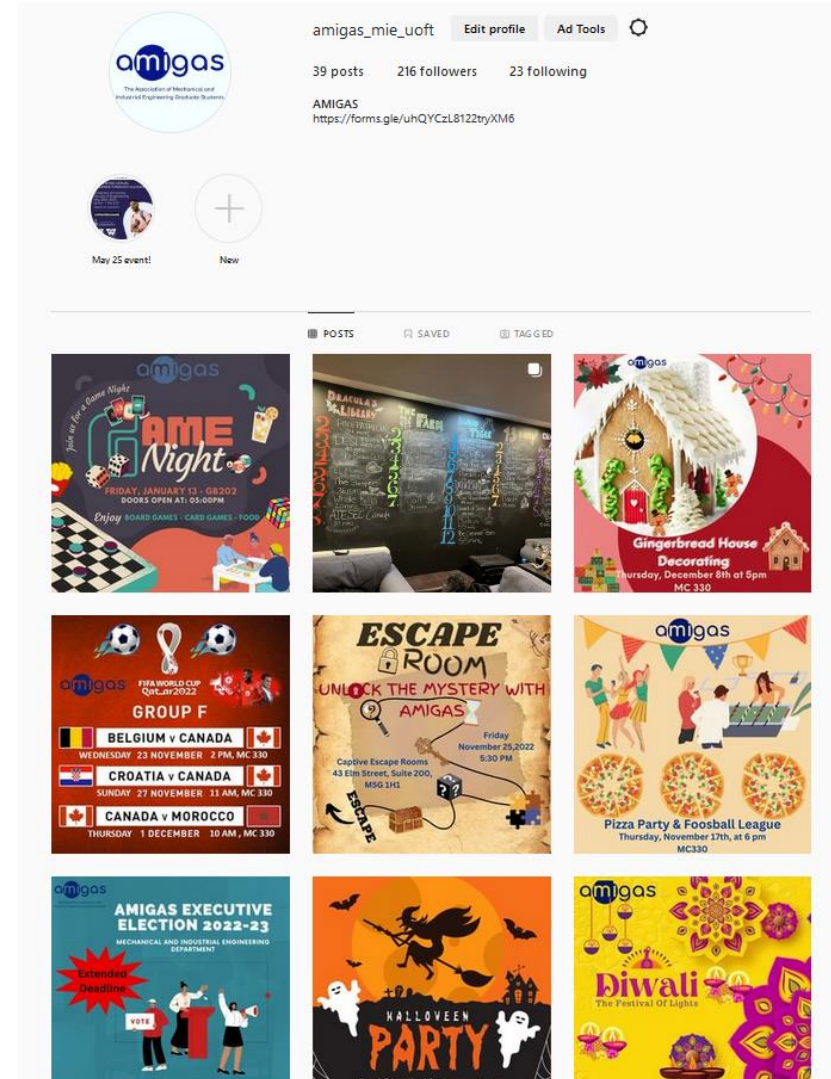 amigas_mie_uoft Edit profile Ad Tools
amigas
The Association of Mechanical and
Industrial Engineering Graduate Students
39 posts 216 followers 23 following
AMIGAS
https://forms.gle/uhQYCzL8122tryXM6
May 25 event!
New
POSTS SAVED TAGGED
amigas
Join us for a Game Night
GAME
Night
FRIDAY, JANUARY 13 - GB202
DOORS OPEN AT: 05:00PM
Enjoy BOARD GAMES - CARD GAMES - FOOD
DRACULA'S
LIBRARY
THE
FARM
amigas
Gingerbread House
Decorating
Thursday, December 8th at 5pm
MC 330
amigas
FIFA WORLD CUP
Qatar2022
GROUP F
BELGIUM v CANADA
WEDNESDAY 23 NOVEMBER 2 PM, MC 330
CROATIA v CANADA
SUNDAY 27 NOVEMBER 11 AM, MC 330
CANADA v MOROCCO
THURSDAY 1 DECEMBER 10 AM, MC 330
ESCAPE
ROOM
UNLOCK THE MYSTERY WITH
AMIGAS
Friday
November 25,2022
5:30 PM
Captive Escape Rooms
43 Elm Street, Suite 200,
M5G 1H1
ESCAPE
amigas
Pizza Party & Foosball League
Thursday, November 17th, at 6 pm
MC330
amigas
AMIGAS EXECUTIVE
ELECTION 2022-23
MECHANICAL AND INDUSTRIAL ENGINEERING
DEPARTMENT
Extended
Deadline
VOTE
HALLOWEEN
PARTY
amigas
Diwali
The Festival Of Lights